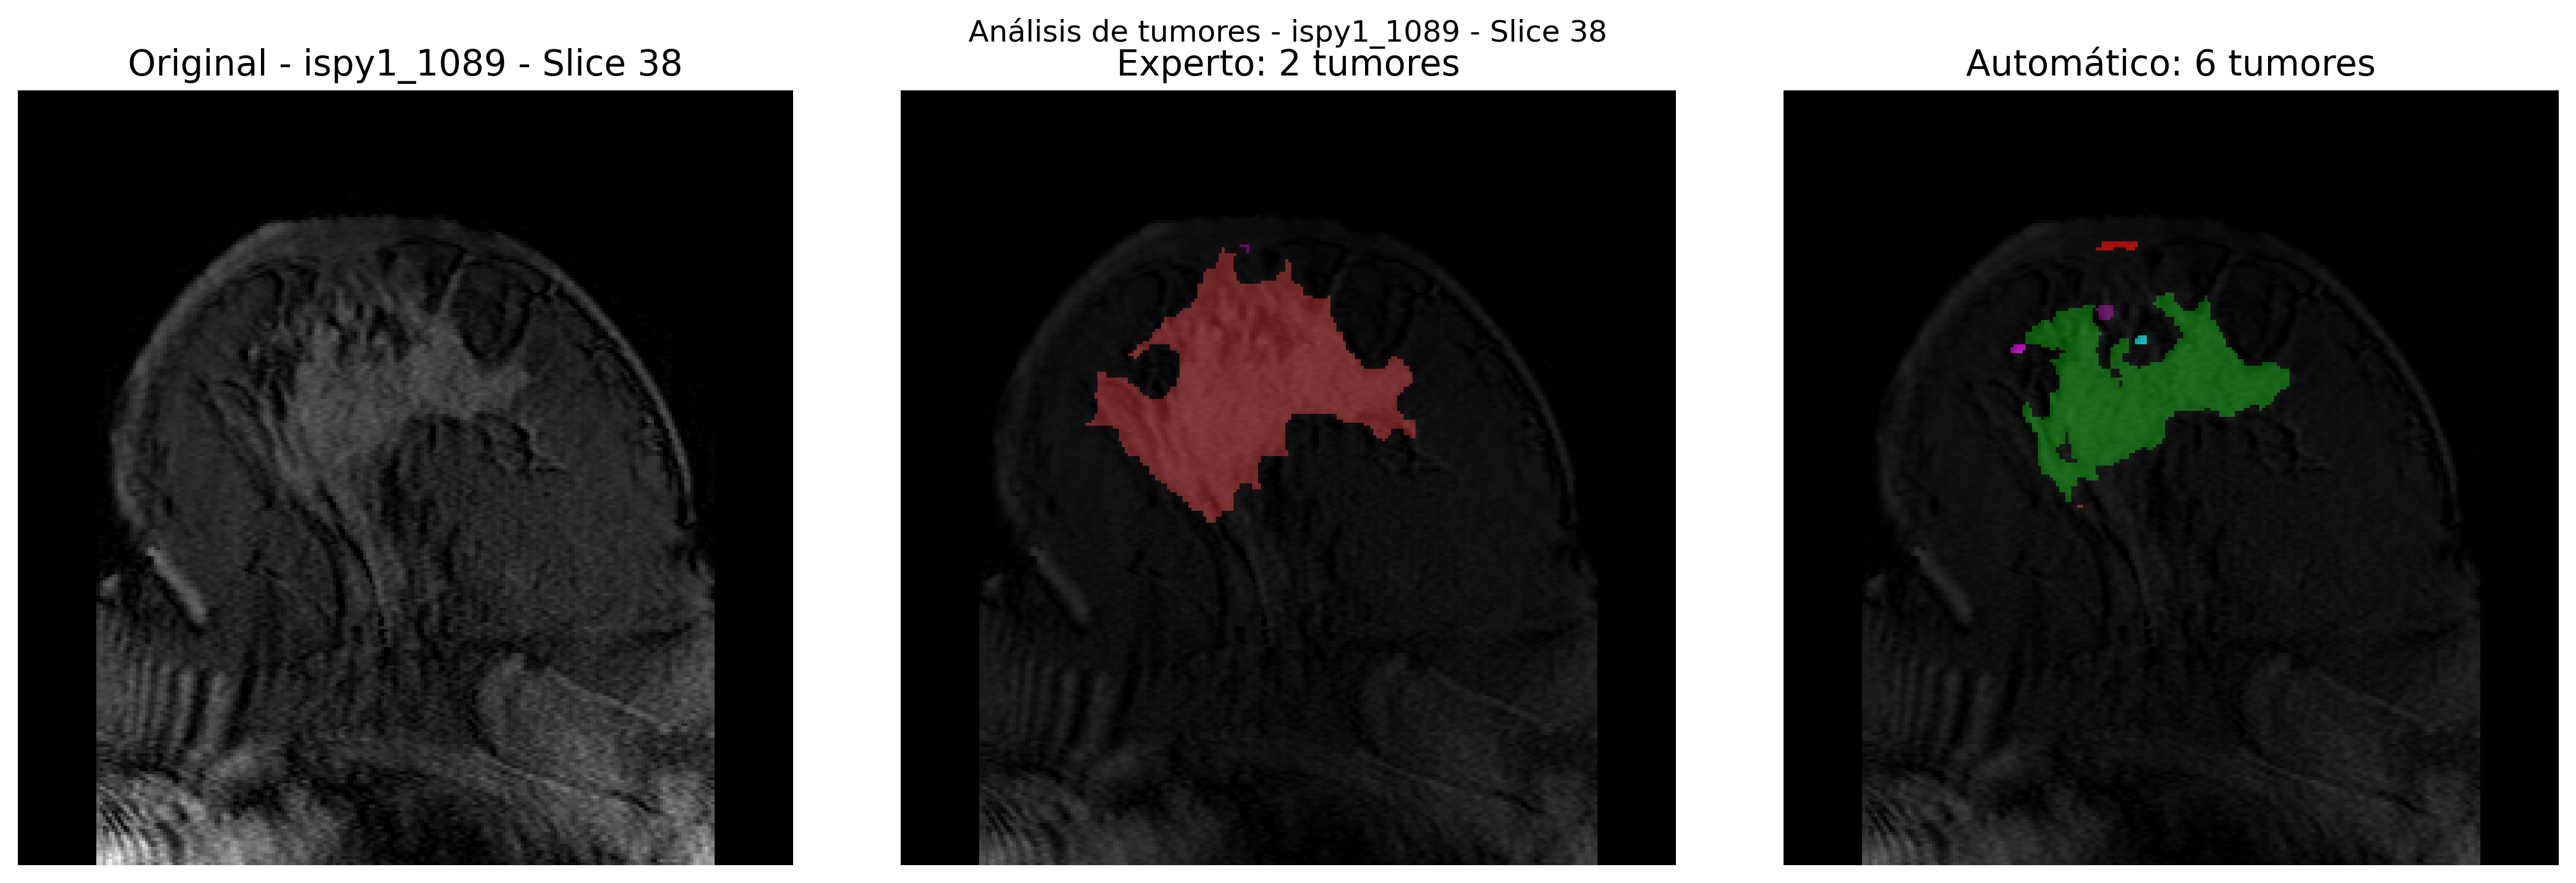 Análisis de tumores - ispy1_1089 - Slice 38
Original - ispy1_1089 - Slice 38
Experto: 2 tumores
Automático: 6 tumores